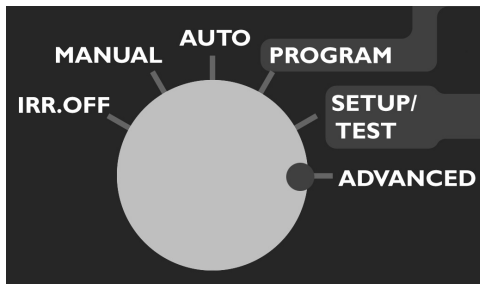 AUTO
MANUAL
PROGRAM
IRR.OFF
SETUP/
TEST
ADVANCED